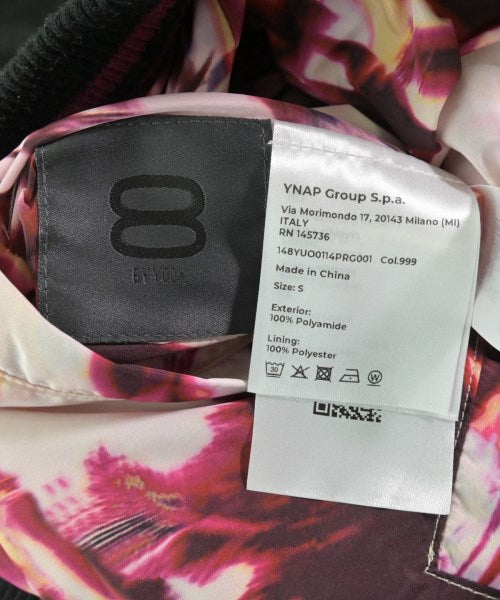 8
BY YOOX
YNAP Group S.p.a.
Via Morimondo 17, 20143 Milano (MI)
ITALY
RN 145736
148YUO0114PRG001 Col.999
Made in China
Size: S
Exterior:
100% Polyamide
Lining:
100% Polyester
30
W